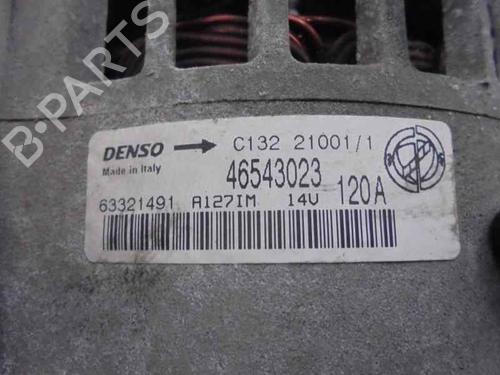 B-PARTS
DENSO C132 21001/1
Made in Italy 46543023
63321491 A127IM 14V 120A